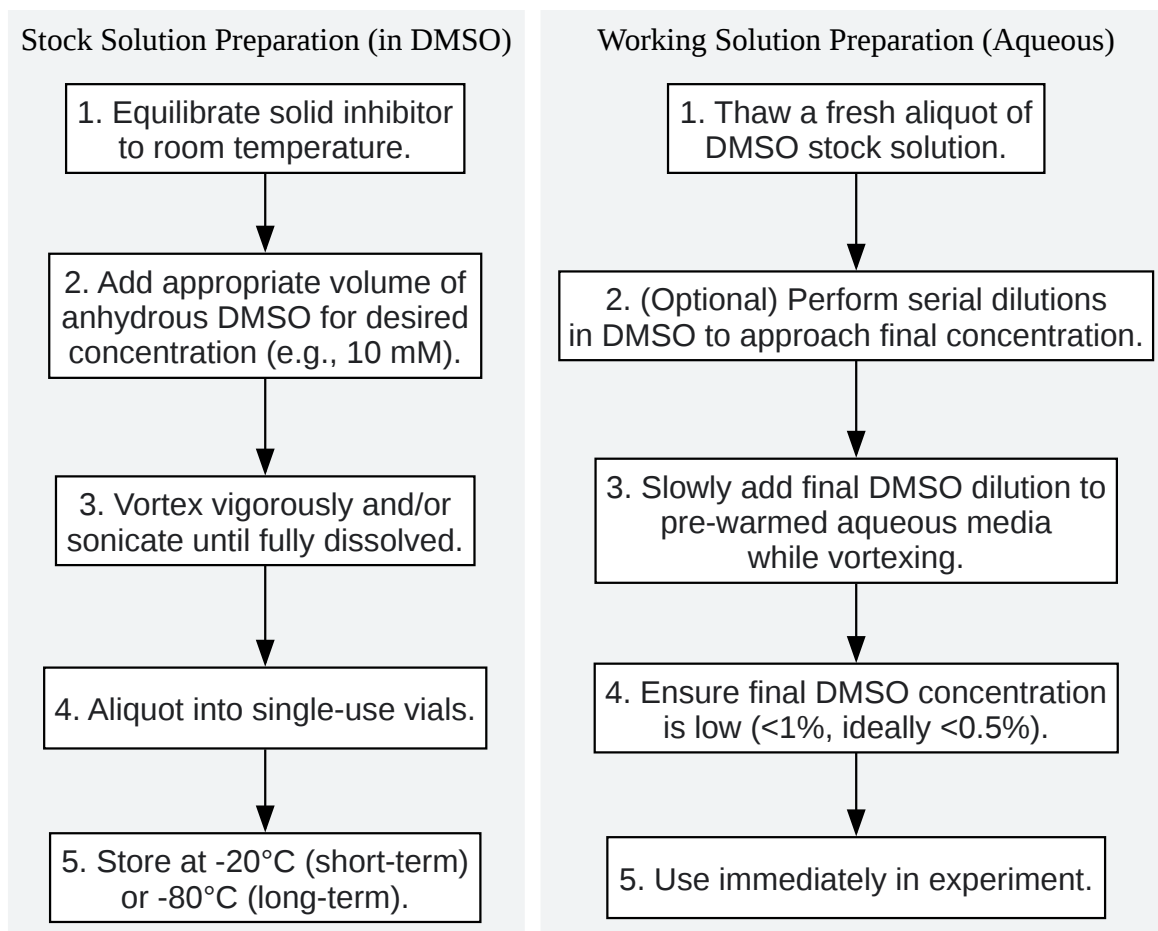 Stock Solution Preparation (in DMSO)
1. Equilibrate solid inhibitor
to room temperature.
2. Add appropriate volume of
anhydrous DMSO for desired
concentration (e.g., 10 mM).
3. Vortex vigorously and/or
sonicate until fully dissolved.
4. Aliquot into single-use vials.
5. Store at -20°C (short-term)
or -80°C (long-term).
Working Solution Preparation (Aqueous)
1. Thaw a fresh aliquot of
DMSO stock solution.
2. (Optional) Perform serial dilutions
in DMSO to approach final concentration.
3. Slowly add final DMSO dilution to
pre-warmed aqueous media
while vortexing.
4. Ensure final DMSO concentration
is low (<1%, ideally <0.5%).
5. Use immediately in experiment.